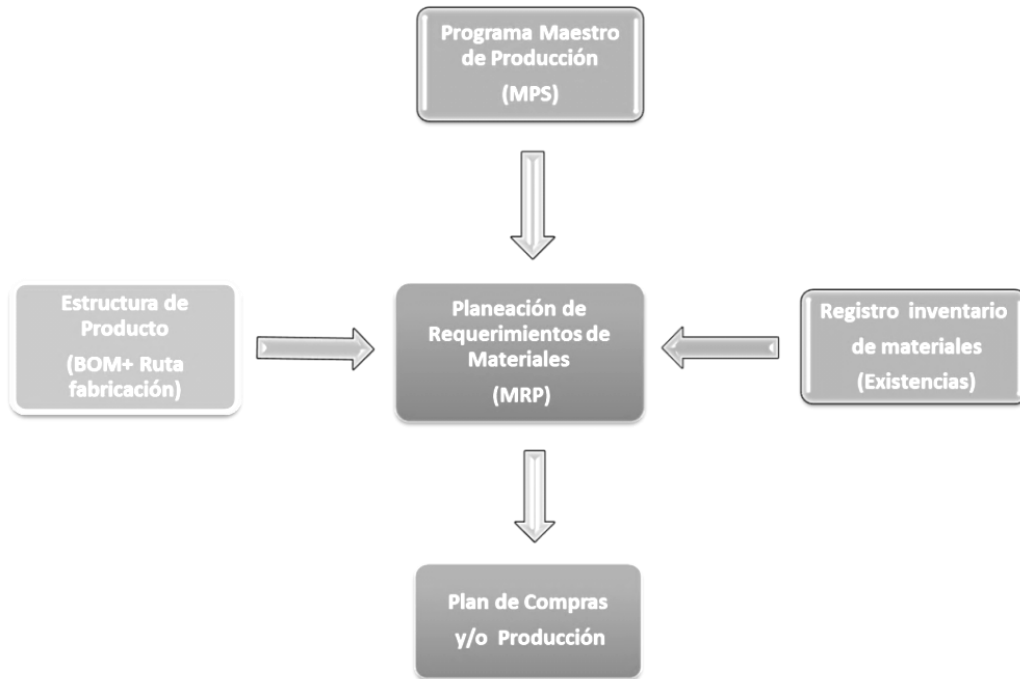 Programa Maestro
de Producción
(MPS)
Estructura de
Producto
(BOM+ Ruta
fabricación)
Planeación de
Requerimientos de
Materiales
(MRP)
Registro inventario
de materiales
(Existencias)
Plan de Compras
y/o Producción